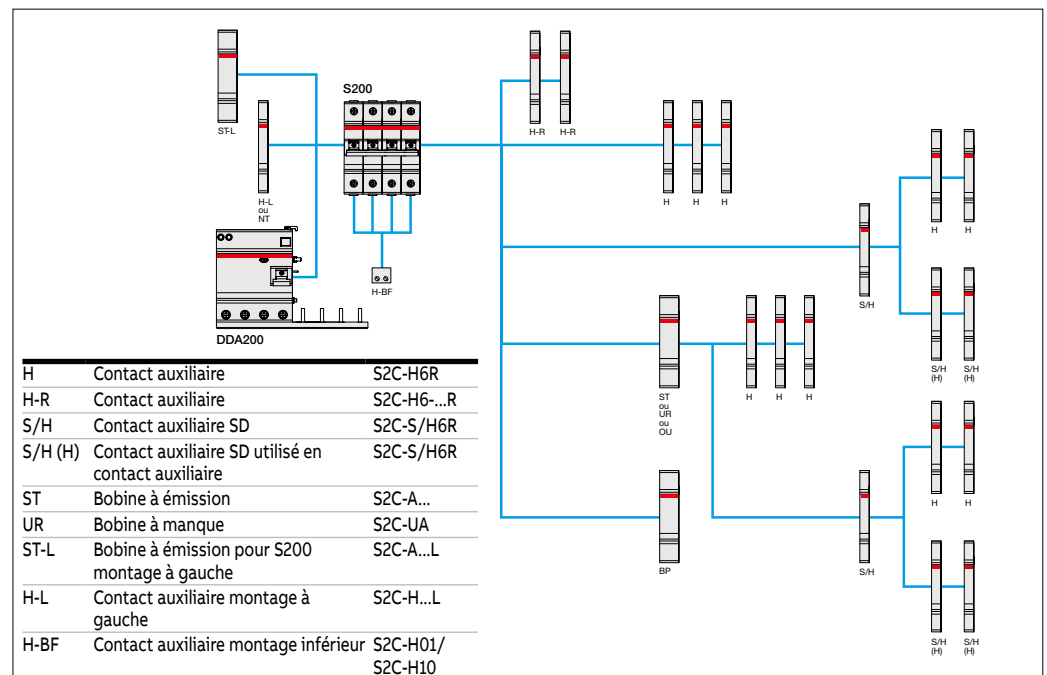 ST-L
S200
H-R H-R
H-L
ou
NT
H H H
H H
H-BF
S/H
DDA200
S/H S/H
(H) (H)
ST
ou
UR
ou
OU
H H H
H H
BP
S/H
S/H S/H
(H) (H)
H Contact auxiliaire S2C-H6R
H-R Contact auxiliaire S2C-H6-...R
S/H Contact auxiliaire SD S2C-S/H6R
S/H (H) Contact auxiliaire SD utilisé en S2C-S/H6R
contact auxiliaire
ST Bobine à émission S2C-A...
UR Bobine à manque S2C-UA
ST-L Bobine à émission pour S200 S2C-A...L
montage à gauche
H-L Contact auxiliaire montage à S2C-H...L
gauche
H-BF Contact auxiliaire montage inférieur S2C-H01/
S2C-H10